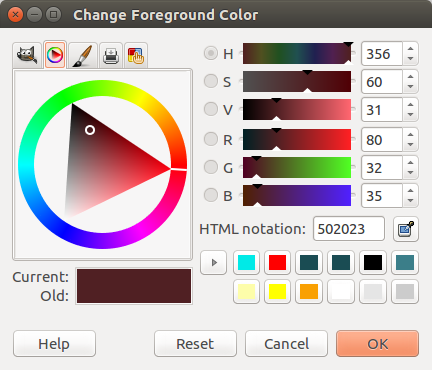 Change Foreground Color
H 356
S 60
V 31
R 80
G 32
B 35
HTML notation: 502023
Current:
Old:
Help Reset Cancel OK